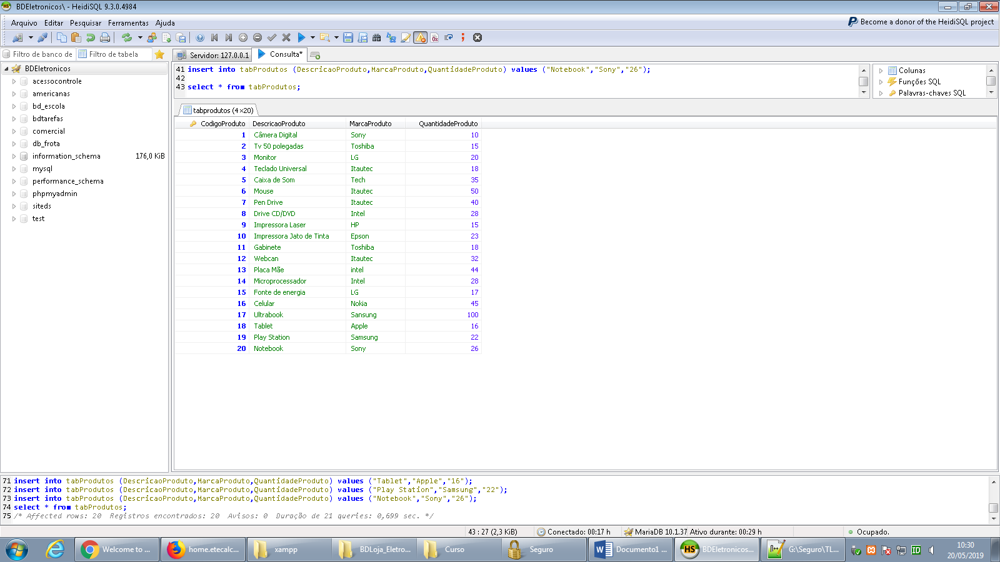 BDEletronicos\ - HeidiSQL 9.3.0.4984
Arquivo Editar Pesquisar Ferramentas Ajuda
Become a donor of the HeidiSQL project
Filtro de banco de
Filtro de tabela
Servidor: 127.0.0.1
Consulta*
BDEletronicos
acessocontrole
americanas
bd_escola
bdtarefas
comercial
db_frota
information_schema 176,0 KiB
mysql
performance_schema
phpmyadmin
siteds
test
41 insert into tabProdutos (DescricaoProduto,MarcaProduto,QuantidadeProduto) values ("Notebook","Sony","26");
42
43 select * from tabProdutos;
Colunas
Funções SQL
Palavras-chaves SQL
tabprodutos (4×20)
CodigoProduto DescricaoProduto MarcaProduto QuantidadeProduto
1 Câmera Digital Sony 10
2 Tv 50 polegadas Toshiba 15
3 Monitor LG 20
4 Teclado Universal Itautec 18
5 Caixa de Som Tech 35
6 Mouse Itautec 50
7 Pen Drive Itautec 40
8 Drive CD/DVD Intel 28
9 Impressora Laser HP 15
10 Impressora Jato de Tinta Epson 23
11 Gabinete Toshiba 18
12 Webcan Itautec 32
13 Placa Mãe intel 44
14 Microprocessador Intel 28
15 Fonte de energia LG 17
16 Celular Nokia 45
17 Ultrabook Sansung 100
18 Tablet Apple 16
19 Play Station Samsung 22
20 Notebook Sony 26
71 insert into tabProdutos (DescricaoProduto,MarcaProduto,QuantidadeProduto) values ("Tablet","Apple","16");
72 insert into tabProdutos (DescricaoProduto,MarcaProduto,QuantidadeProduto) values ("Play Station","Samsung","22");
73 insert into tabProdutos (DescricaoProduto,MarcaProduto,QuantidadeProduto) values ("Notebook","Sony","26");
74 select * from tabProdutos;
75 /* Affected rows: 20 Registros encontrados: 20 Avisos: 0 Duração de 21 queries: 0,699 sec. */
43 : 27 (2,3 KiB) Conectado: 00:17 h MariaDB 10.1.37 Ativo durante: 00:29 h Ocupado.
Welcome to ...
home.etecalc...
xampp
BDLoja_Eletro...
Curso
Seguro
Documento1 ...
HS
BDEletronicos...
G:\Seguro\TL...
10:30
20/05/2019